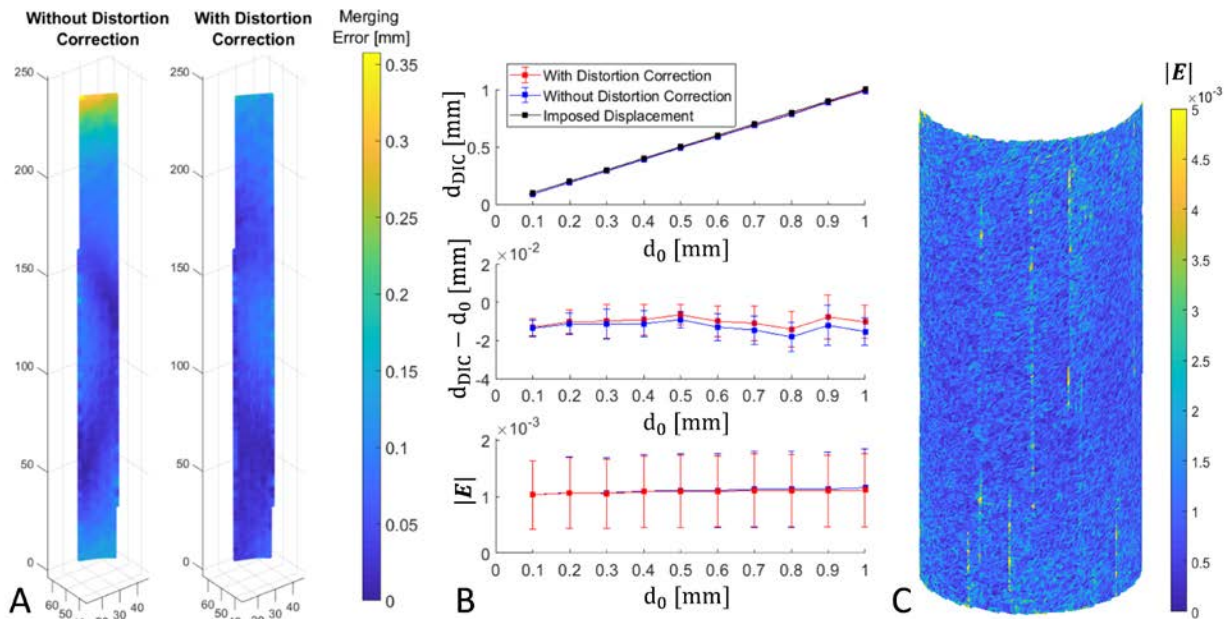 Without Distortion
Correction
With Distortion
Correction
Merging
Error [mm]
250
200
150
100
50
0
60
50
40
30
250
200
150
100
50
0
60
50
40
30
40
0.35
0.3
0.25
0.2
0.15
0.1
0.05
0
A
With Distortion Correction
Without Distortion Correction
Imposed Displacement
d_DIC [mm]
1
0.5
0
0 0.1 0.2 0.3 0.4 0.5 0.6 0.7 0.8 0.9 1
d₀ [mm]
× 10⁻²
d_DIC − d₀ [mm]
2
0
-2
-4
0 0.1 0.2 0.3 0.4 0.5 0.6 0.7 0.8 0.9 1
d₀ [mm]
× 10⁻³
|E|
2
1
0
0 0.1 0.2 0.3 0.4 0.5 0.6 0.7 0.8 0.9 1
d₀ [mm]
B
|E|
×10⁻³
5
4.5
4
3.5
3
2.5
2
1.5
1
0.5
0
C